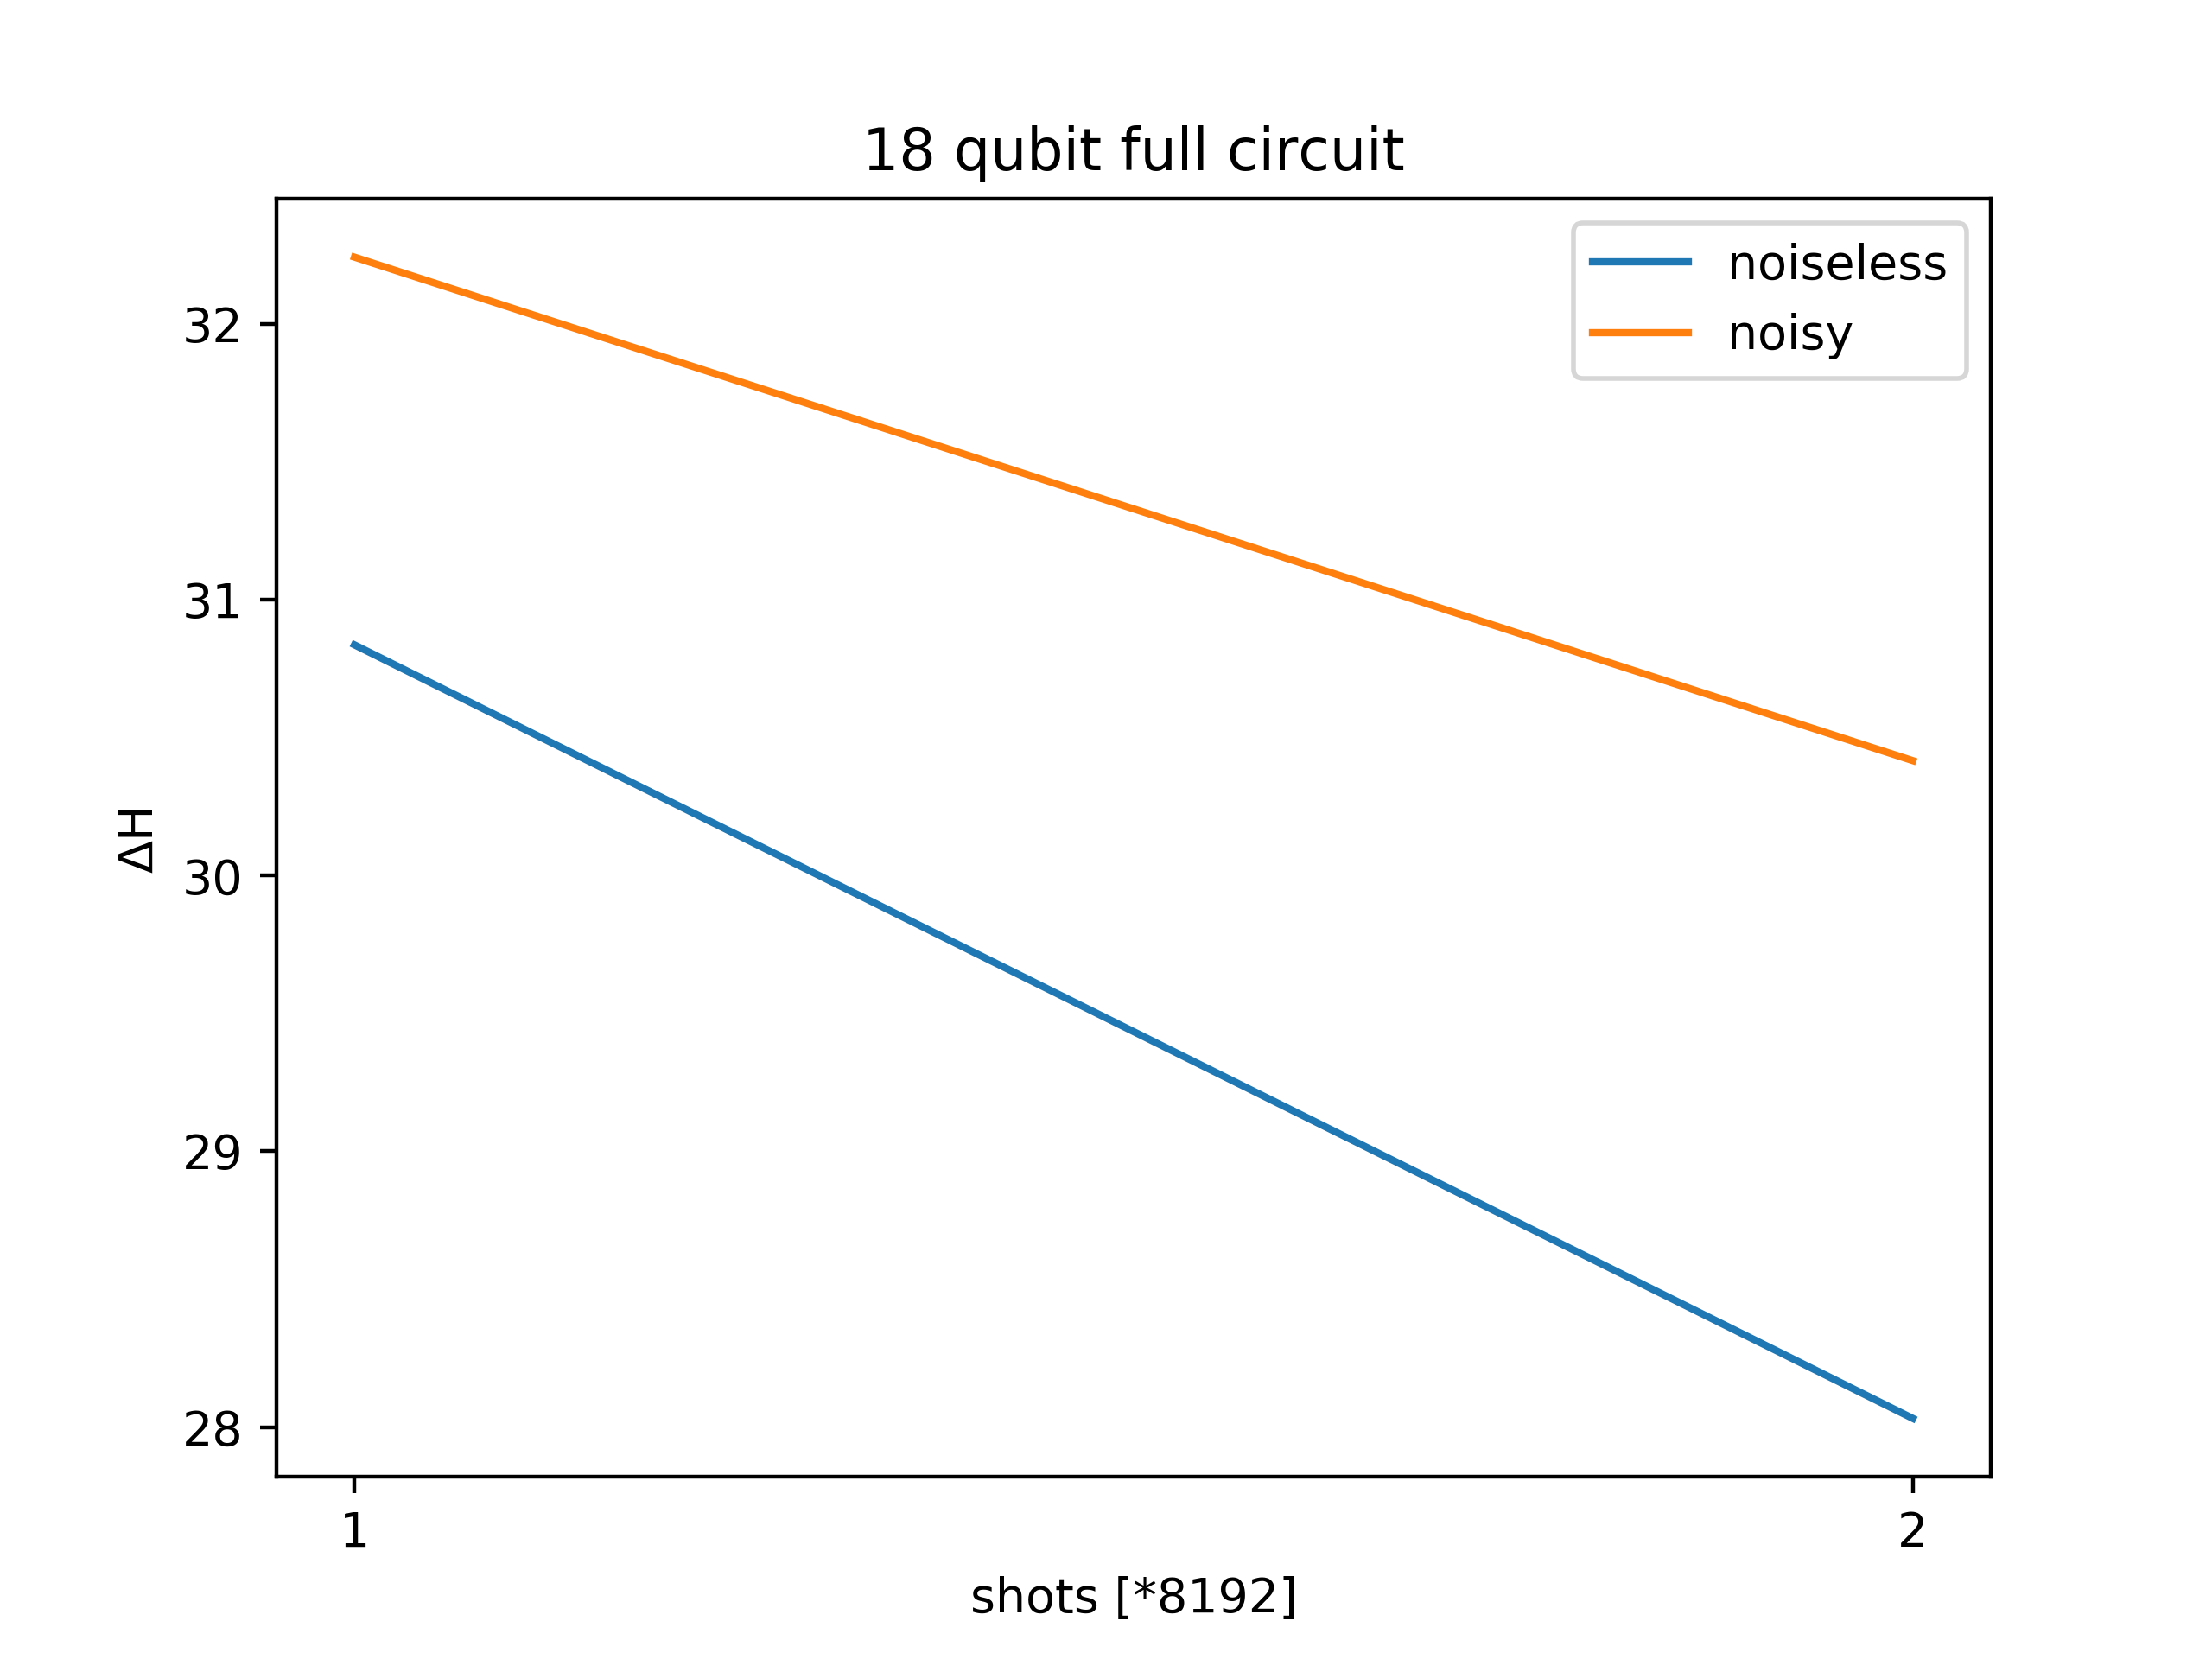 18 qubit full circuit
noiseless
noisy
32
31
30
29
28
ΔH
1
2
shots [*8192]